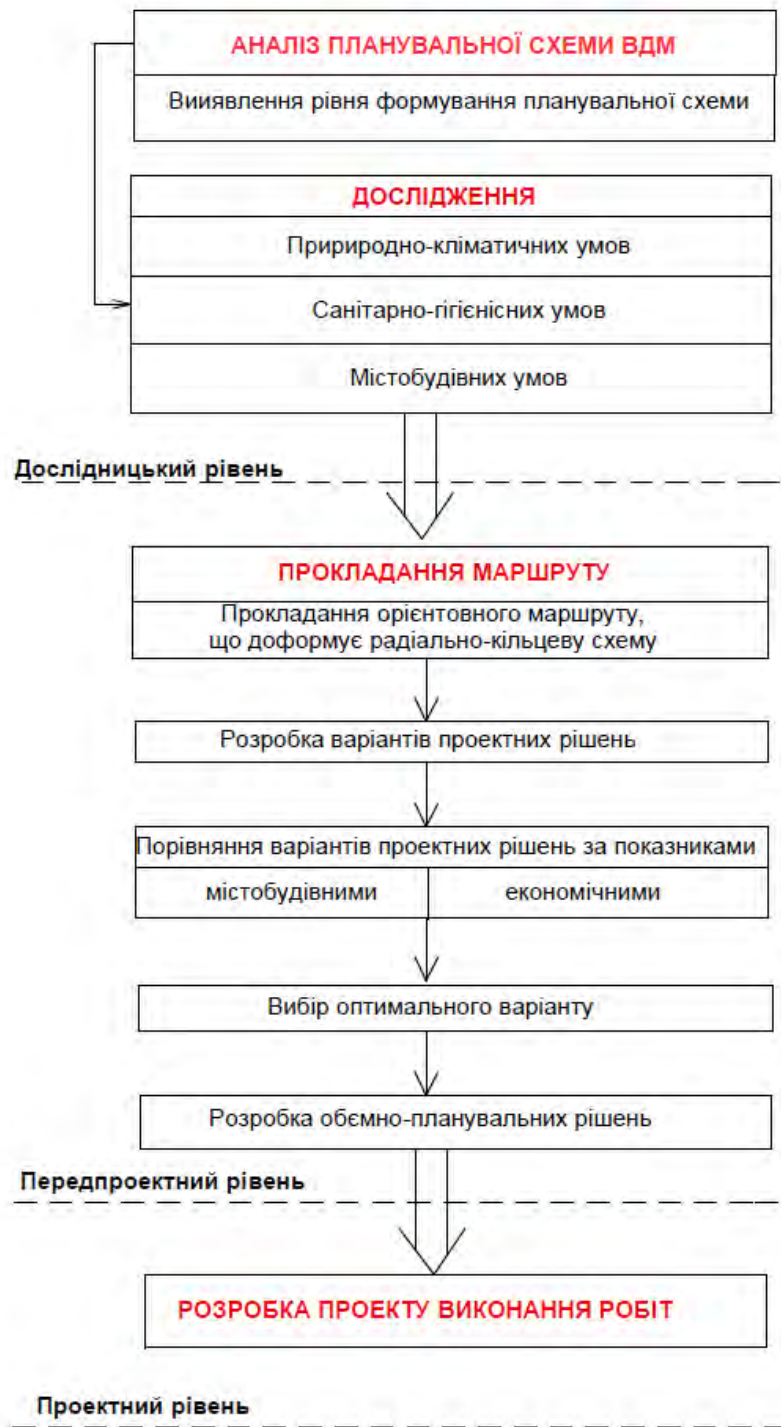 АНАЛІЗ ПЛАНУВАЛЬНОЇ СХЕМИ ВДМ
Вииявлення рівня формування планувальної схеми
ДОСЛІДЖЕННЯ
Пририродно-кліматичних умов
Санітарно-гігієнісних умов
Містобудівних умов
Дослідницький рівень
ПРОКЛАДАННЯ МАРШРУТУ
Прокладання орієнтовного маршруту,
що доформує радіально-кільцеву схему
Розробка варіантів проектних рішень
Порівняння варіантів проектних рішень за показниками
містобудівними економічними
Вибір оптимального варіанту
Розробка обємно-планувальних рішень
Передпроектний рівень
РОЗРОБКА ПРОЕКТУ ВИКОНАННЯ РОБІТ
Проектний рівень